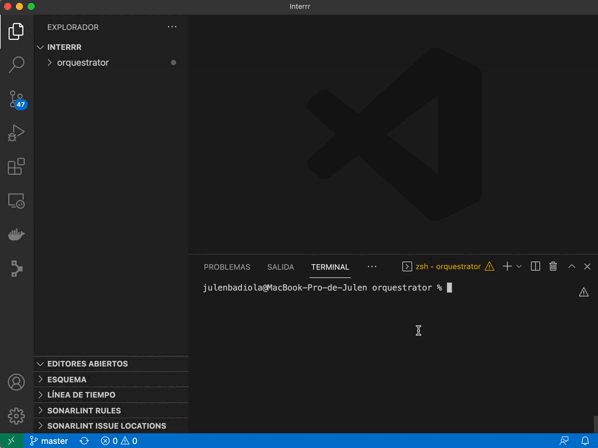 Interrr
EXPLORADOR
INTERRR
orquestrator
47
PROBLEMAS SALIDA TERMINAL zsh - orquestrator
julenbadiola@MacBook-Pro-de-Julen orquestrator %
EDITORES ABIERTOS
ESQUEMA
LÍNEA DE TIEMPO
SONARLINT RULES
SONARLINT ISSUE LOCATIONS
master 0 0